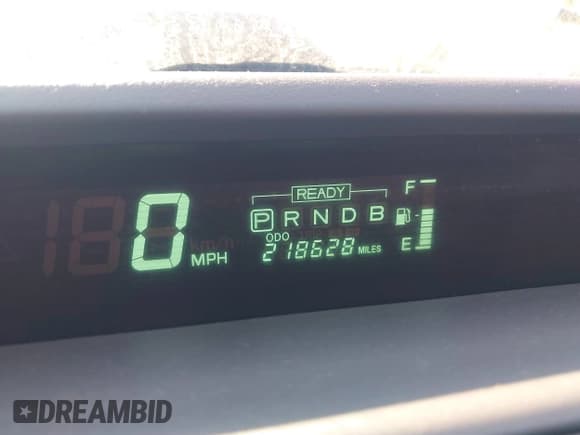 READY
F
P R N D B
0 MPH
ODO
218628 MILES
E
DREAMBID